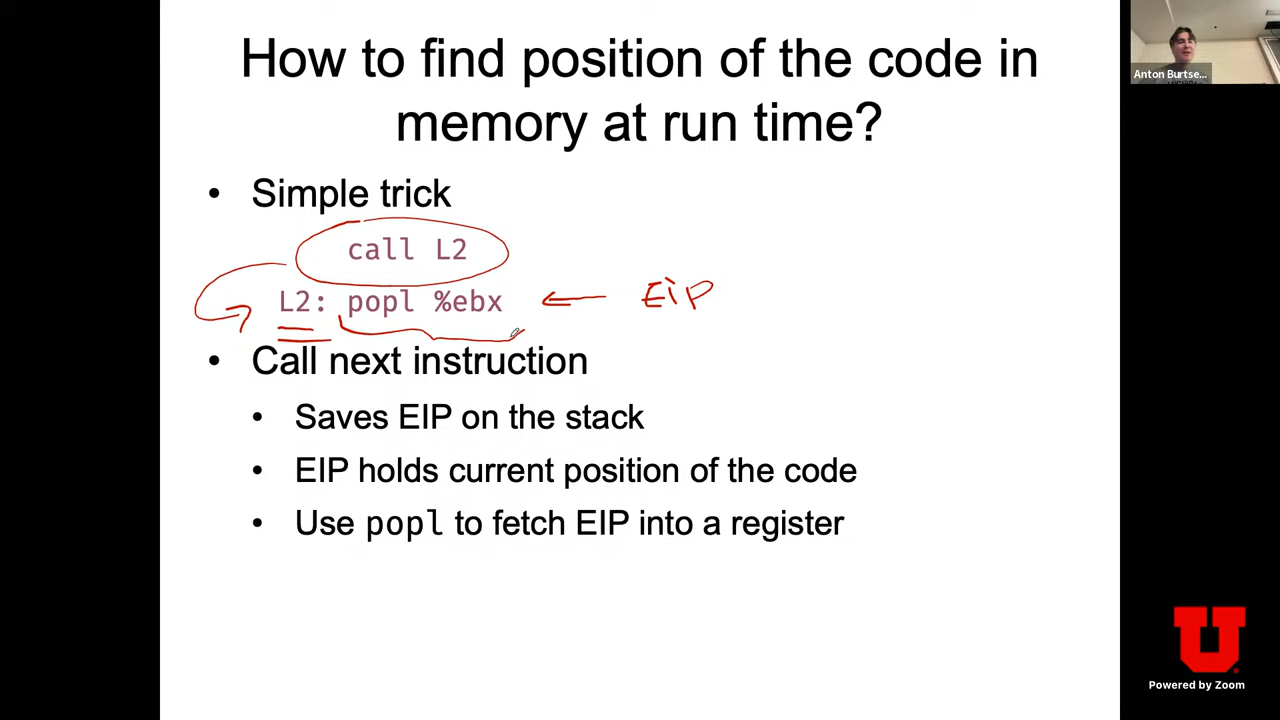 How to find position of the code in
memory at run time?
Anton Burtse...
• Simple trick
call L2
L2: popl %ebx
EiP
• Call next instruction
• Saves EIP on the stack
• EIP holds current position of the code
• Use popl to fetch EIP into a register
U
Powered by Zoom